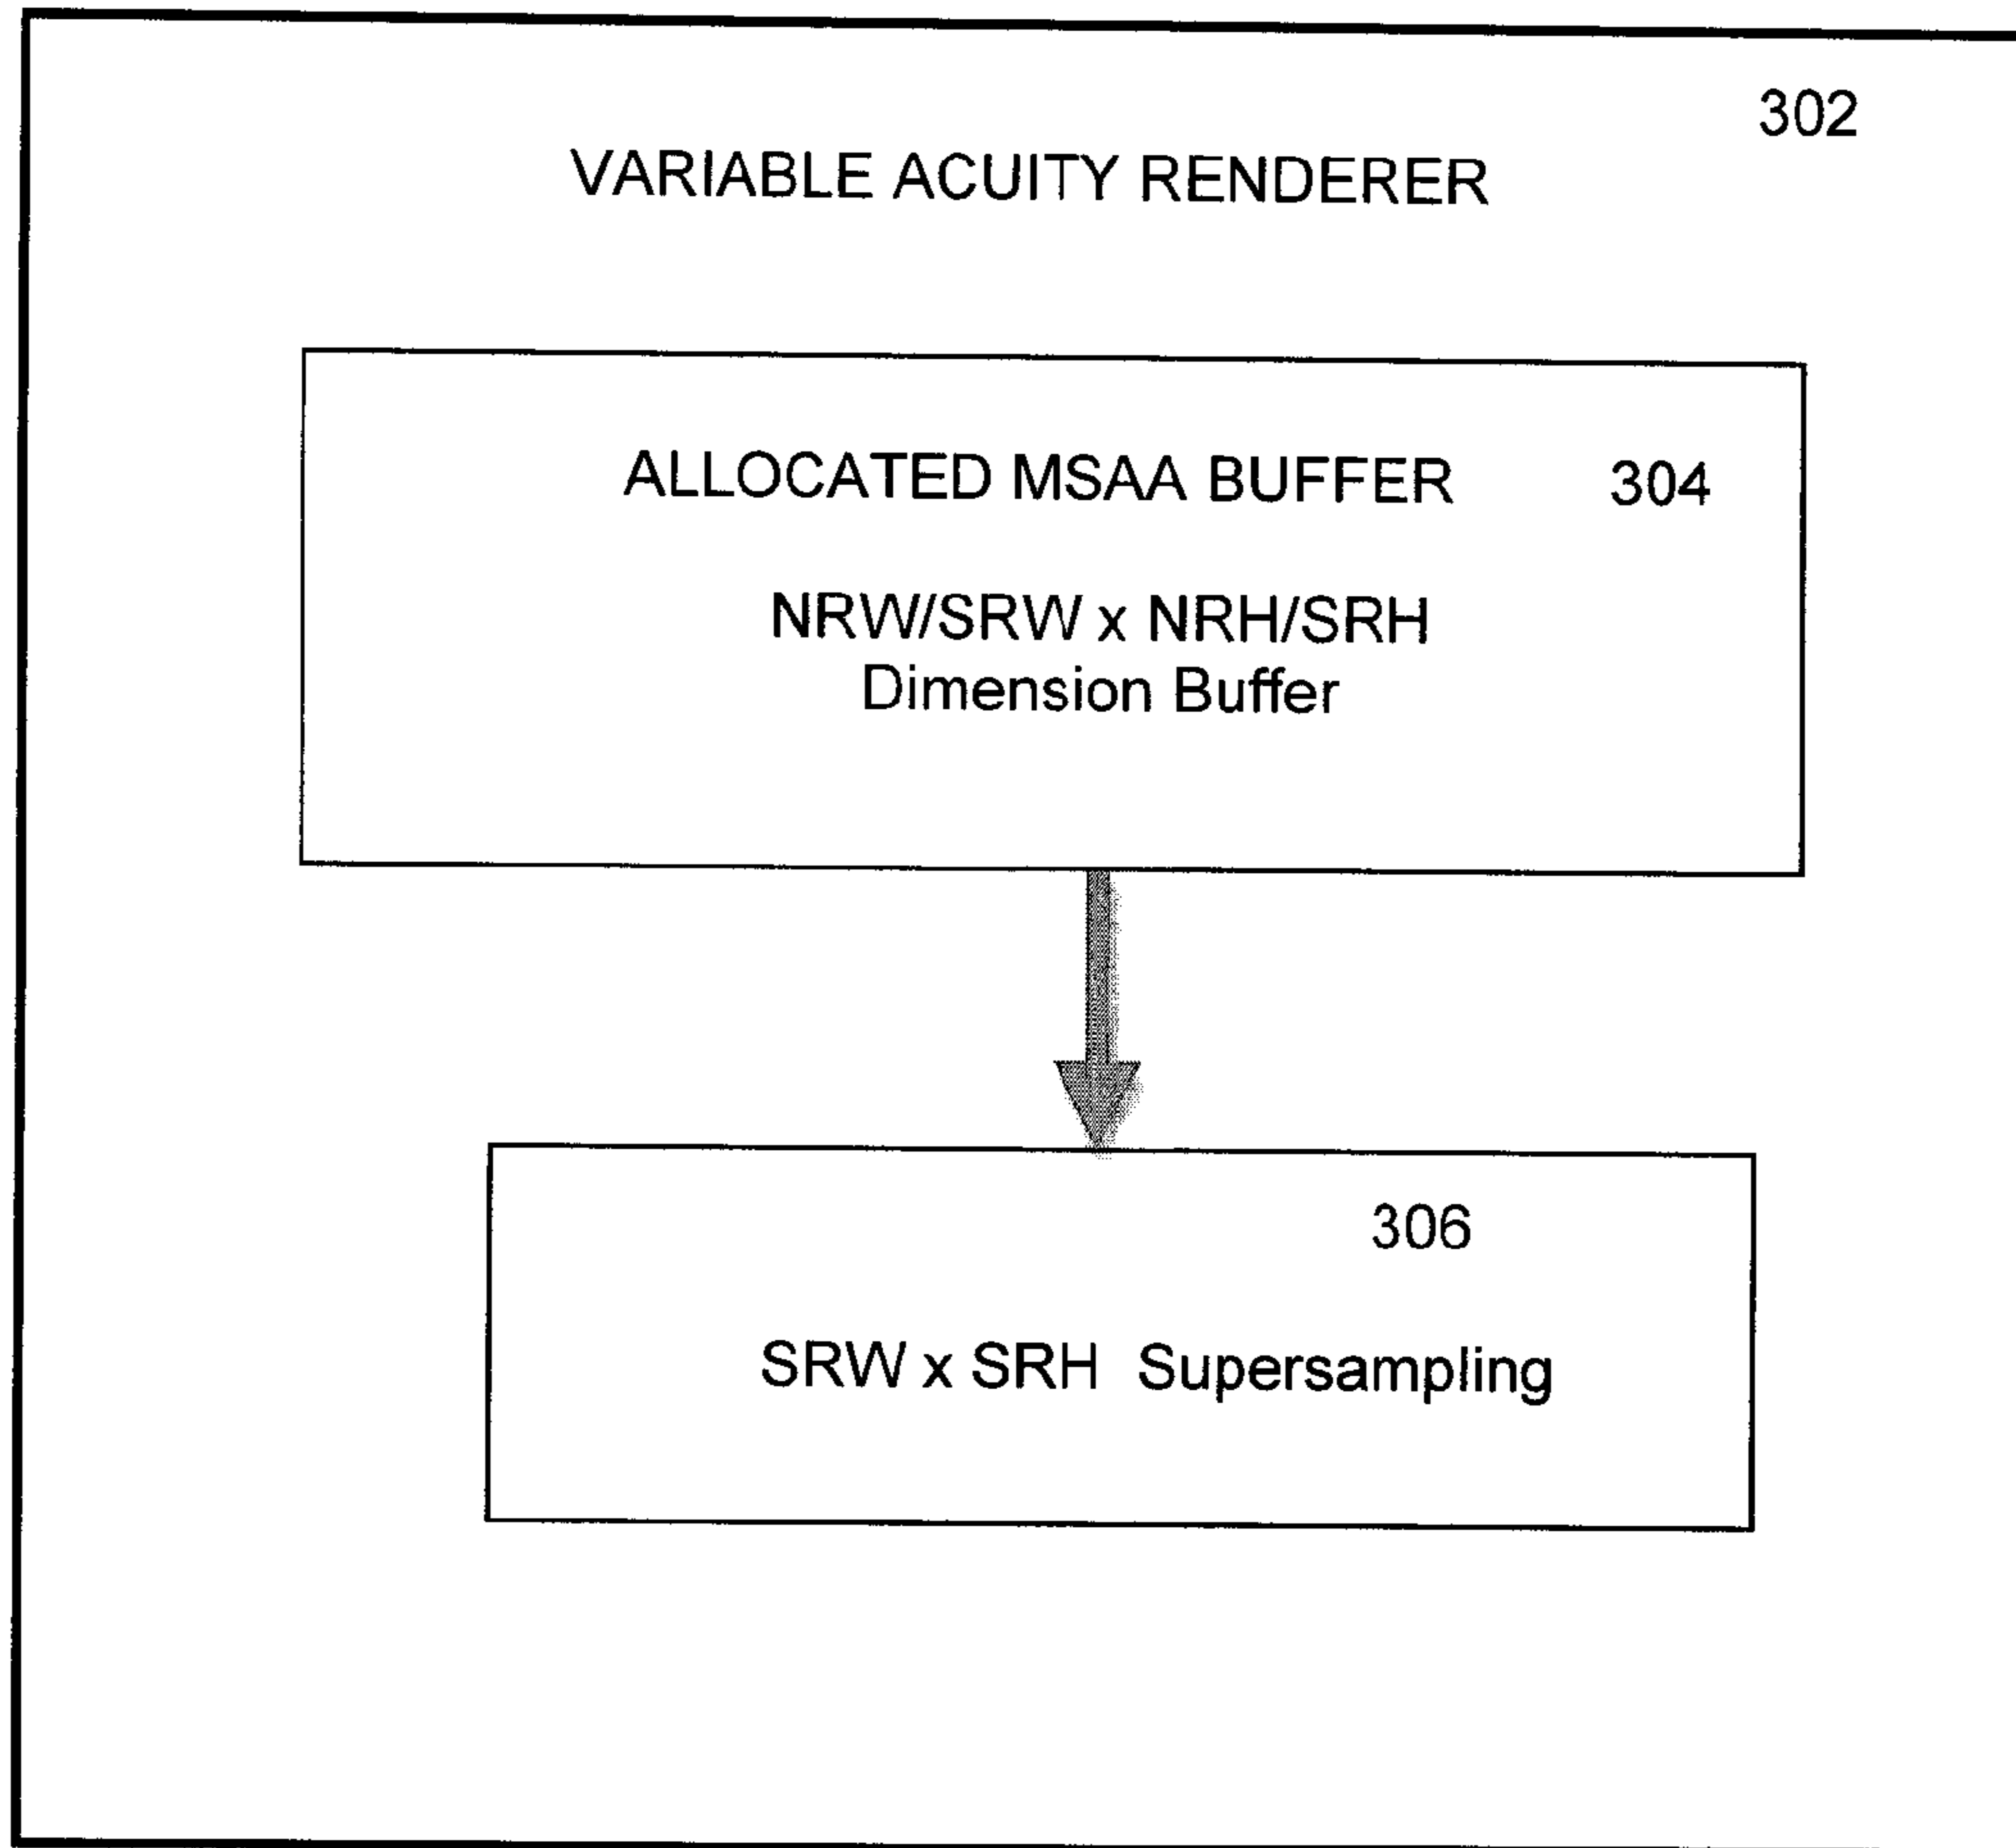 302
VARIABLE ACUITY RENDERER
ALLOCATED MSAA BUFFER 304
NRW/SRW x NRH/SRH
Dimension Buffer
306
SRW x SRH Supersampling